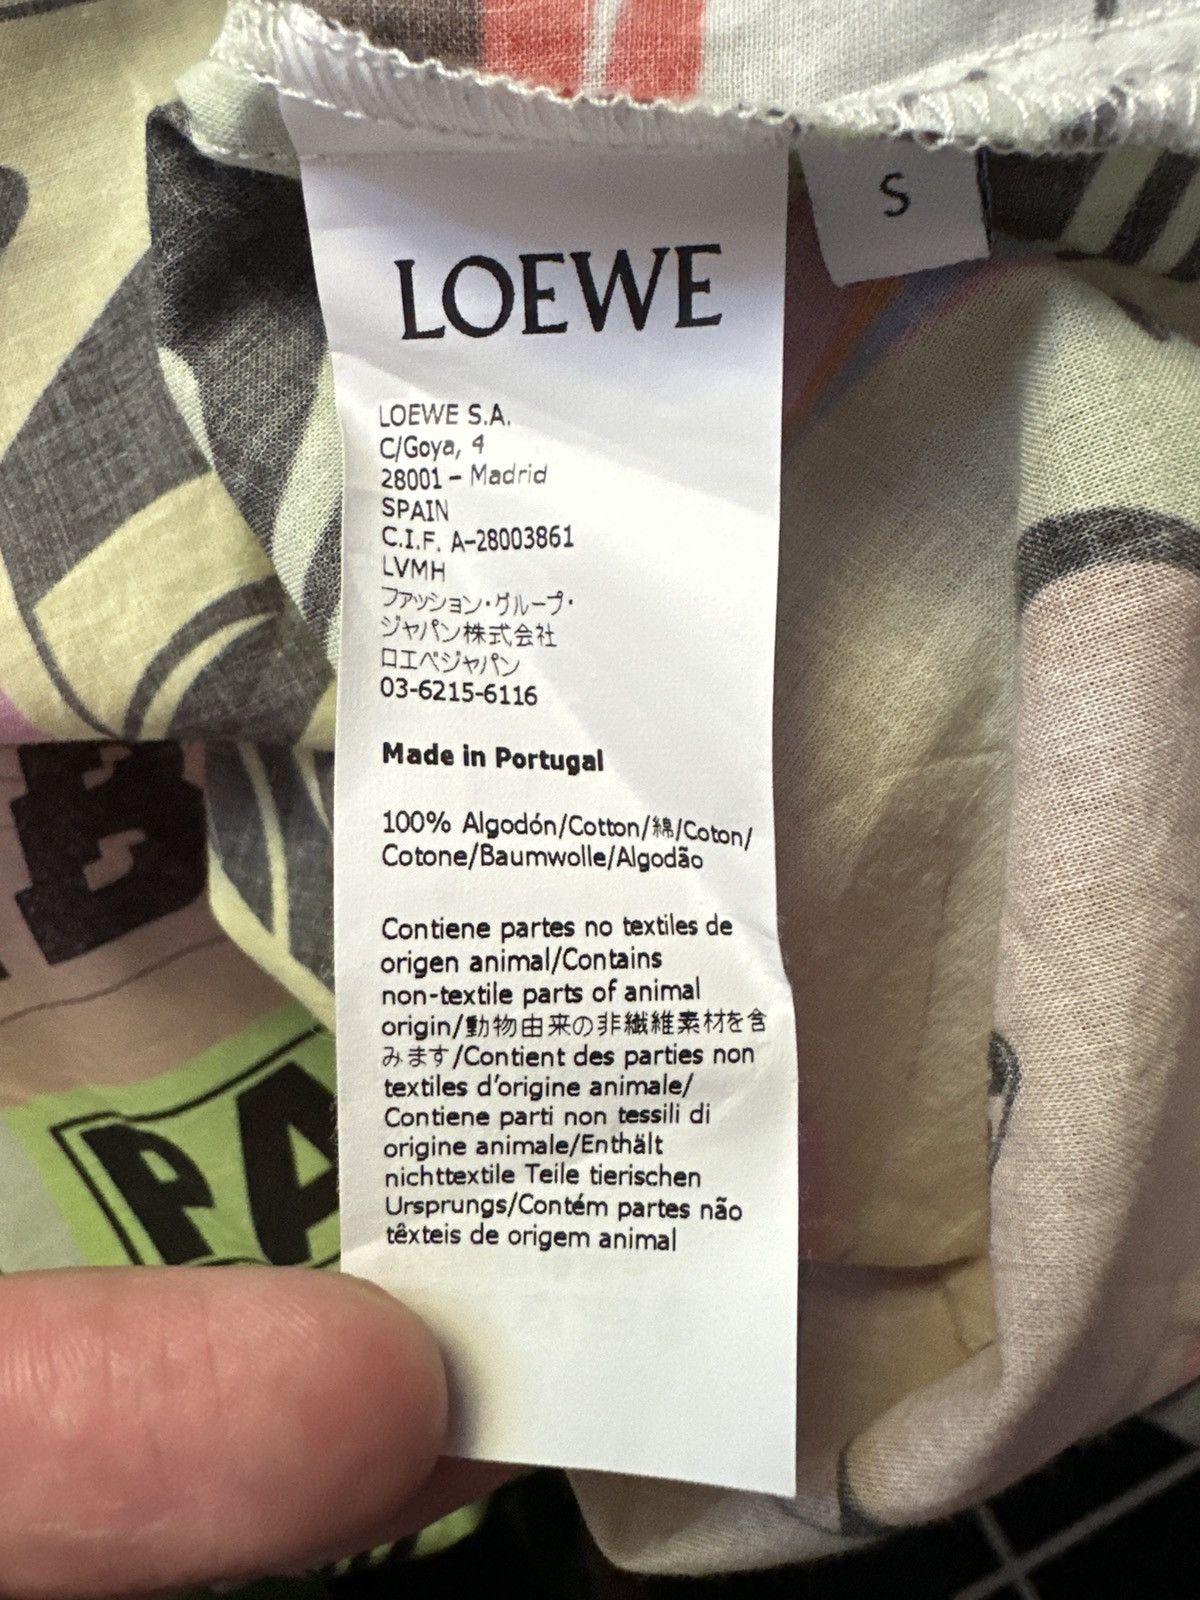 S
LOEWE
LOEWE S.A.
C/Goya, 4
28001 – Madrid
SPAIN
C.I.F. A-28003861
LVMH
ファッション・グループ・
ジャパン株式会社
ロエベジャパン
03-6215-6116
Made in Portugal
100% Algodón/Cotton/綿/Coton/
Cotone/Baumwolle/Algodão
Contiene partes no textiles de
origen animal/Contains
non-textile parts of animal
origin/動物由来の非繊維素材を含
みます/Contient des parties non
textiles d’origine animale/
Contiene parti non tessili di
origine animale/Enthält
nichttextile Teile tierischen
Ursprungs/Contém partes não
têxteis de origem animal
B
PA